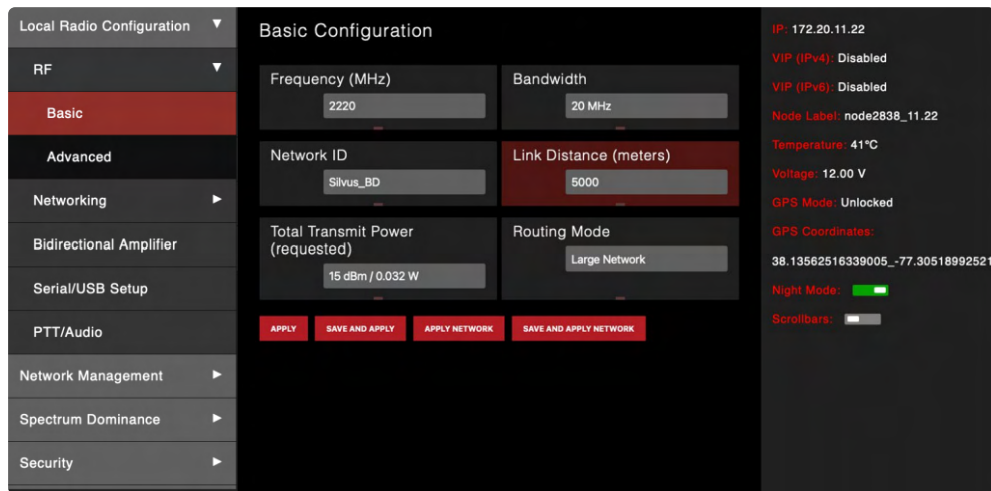 Local Radio Configuration
RF
Basic
Advanced
Networking
Bidirectional Amplifier
Serial/USB Setup
PTT/Audio
Network Management
Spectrum Dominance
Security
Basic Configuration
Frequency (MHz)
2220
Bandwidth
20 MHz
Network ID
Silvus_BD
Link Distance (meters)
5000
Total Transmit Power
(requested)
15 dBm / 0.032 W
Routing Mode
Large Network
APPLY
SAVE AND APPLY
APPLY NETWORK
SAVE AND APPLY NETWORK
IP: 172.20.11.22
VIP (IPv4): Disabled
VIP (IPv6): Disabled
Node Label: node2838_11.22
Temperature: 41°C
Voltage: 12.00 V
GPS Mode: Unlocked
GPS Coordinates:
38.13562516339005_-77.30518992521
Night Mode:
Scrollbars: